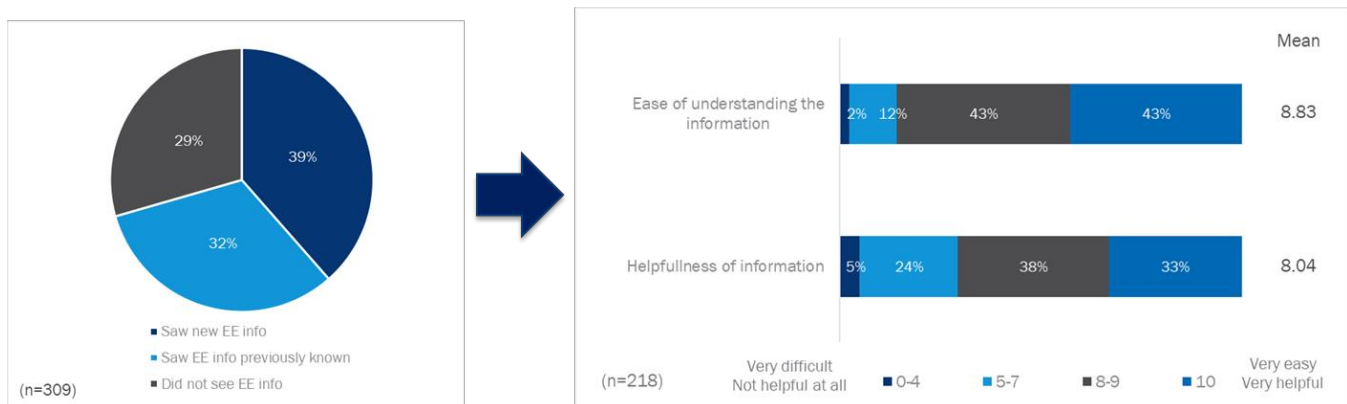 29%
39%
32%
Saw new EE info
Saw EE info previously known
Did not see EE info
(n=309)
Mean
Ease of understanding the
information
2% 12% 43% 43%
8.83
Helpfullness of information
5% 24% 38% 33%
8.04
(n=218)
Very difficult
Not helpful at all
0-4 5-7 8-9 10
Very easy
Very helpful